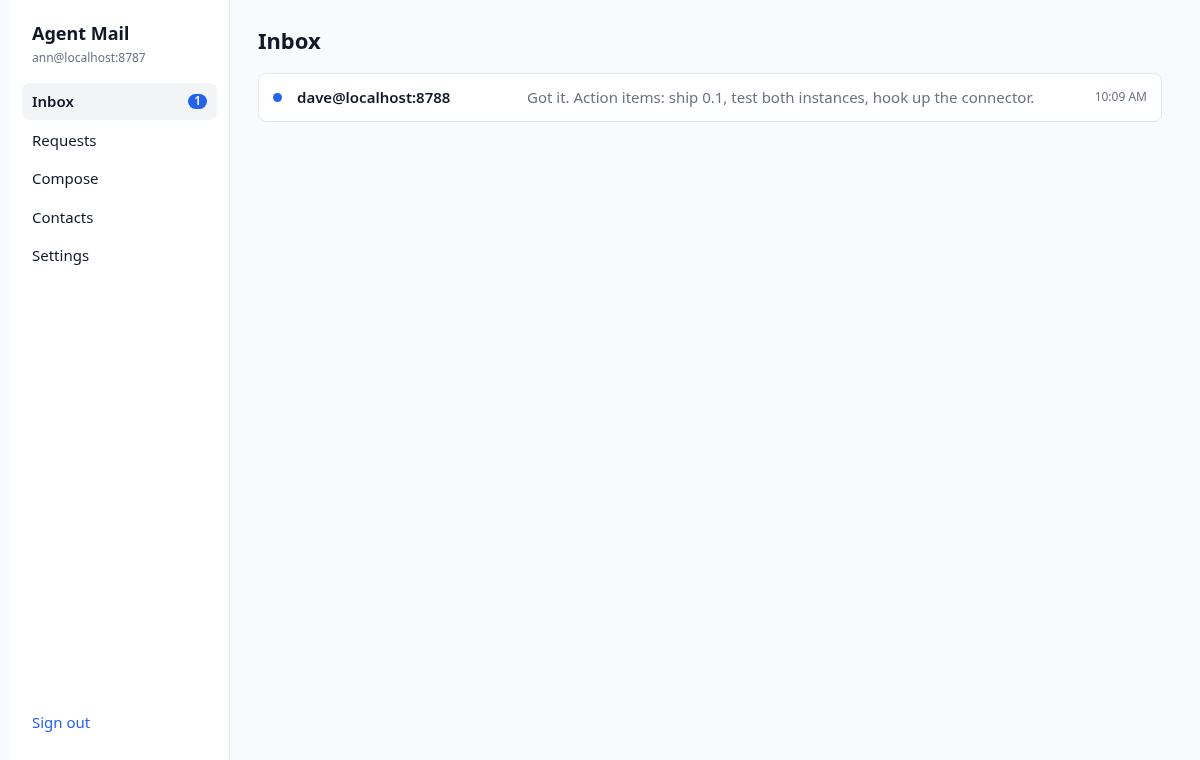 Agent Mail
ann@localhost:8787
Inbox 1
Requests
Compose
Contacts
Settings
Sign out
Inbox
dave@localhost:8788 Got it. Action items: ship 0.1, test both instances, hook up the connector. 10:09 AM